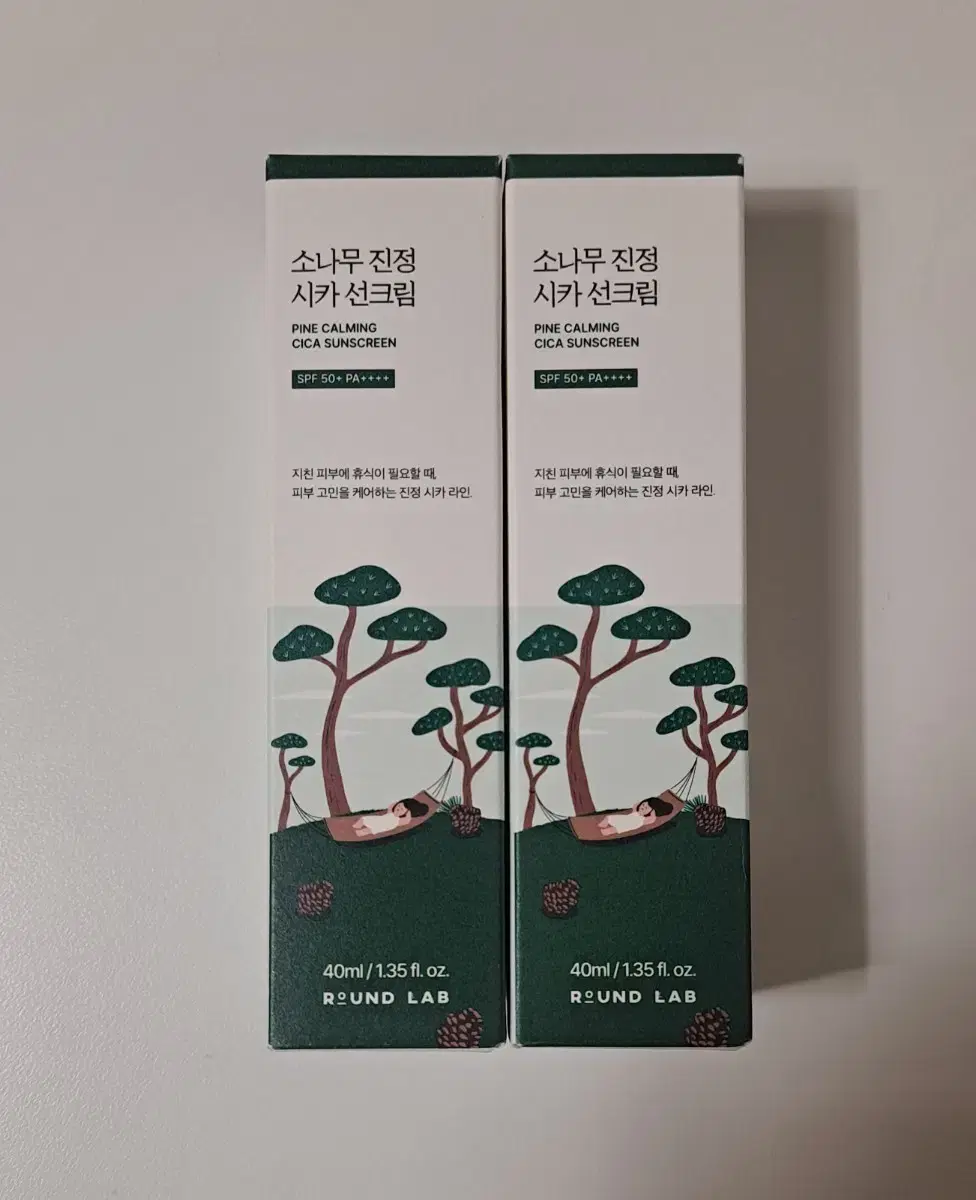 소나무 진정
시카 선크림
PINE CALMING
CICA SUNSCREEN
SPF 50+ PA++++
지친 피부에 휴식이 필요할 때,
피부 고민을 케어하는 진정 시카 라인.
40ml / 1.35 fl. oz.
ROUND LAB
소나무 진정
시카 선크림
PINE CALMING
CICA SUNSCREEN
SPF 50+ PA++++
지친 피부에 휴식이 필요할 때,
피부 고민을 케어하는 진정 시카 라인.
40ml / 1.35 fl. oz.
ROUND LAB